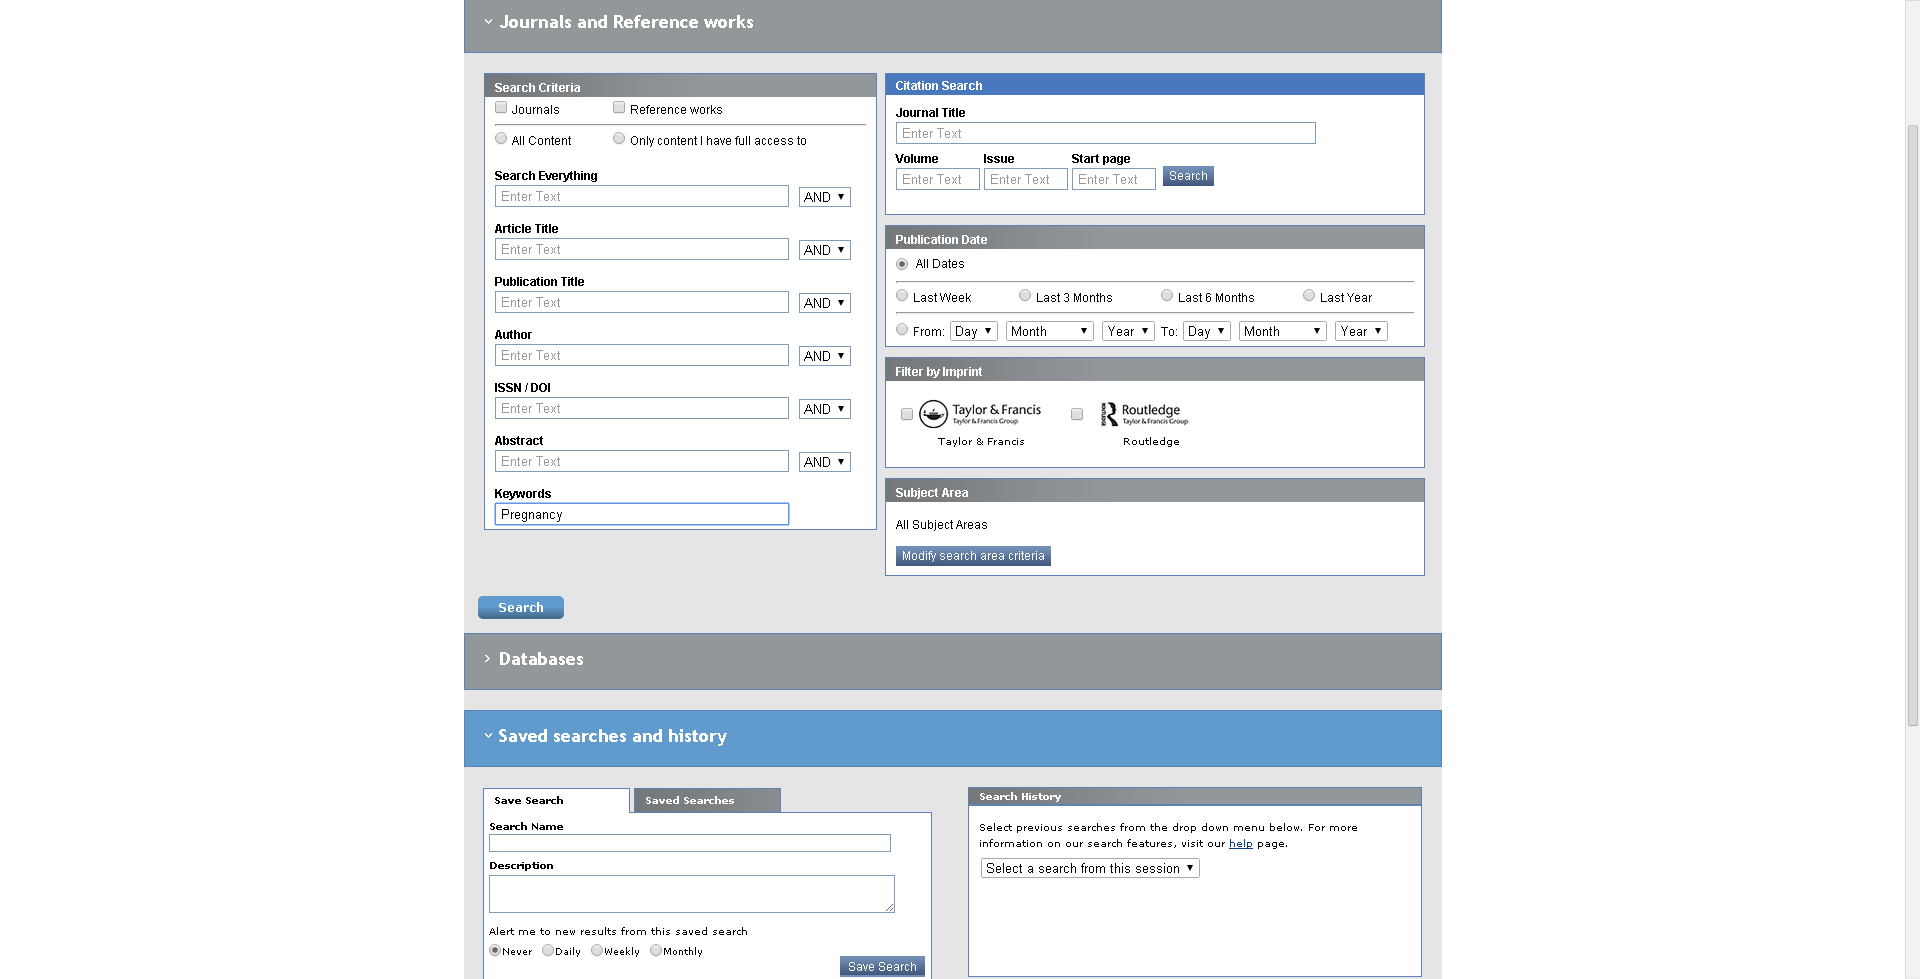 Journals and Reference works
Search Criteria
Journals
Reference works
All Content
Only content I have full access to
Search Everything
Enter Text
AND
Article Title
Enter Text
AND
Publication Title
Enter Text
AND
Author
Enter Text
AND
ISSN / DOI
Enter Text
AND
Abstract
Enter Text
AND
Keywords
Pregnancy
Citation Search
Journal Title
Enter Text
Volume Issue Start page
Enter Text Enter Text Enter Text Search
Publication Date
All Dates
Last Week Last 3 Months Last 6 Months Last Year
From: Day Month Year To: Day Month Year
Filter by Imprint
Taylor & Francis
Taylor & Francis Group
Taylor & Francis
ROUTLEDGE
Routledge
Taylor & Francis Group
Routledge
Subject Area
All Subject Areas
Modify search area criteria
Search
Databases
Saved searches and history
Save Search
Saved Searches
Search Name
Description
Alert me to new results from this saved search
Never Daily Weekly Monthly
Save Search
Search History
Select previous searches from the drop down menu below. For more
information on our search features, visit our help page.
Select a search from this session